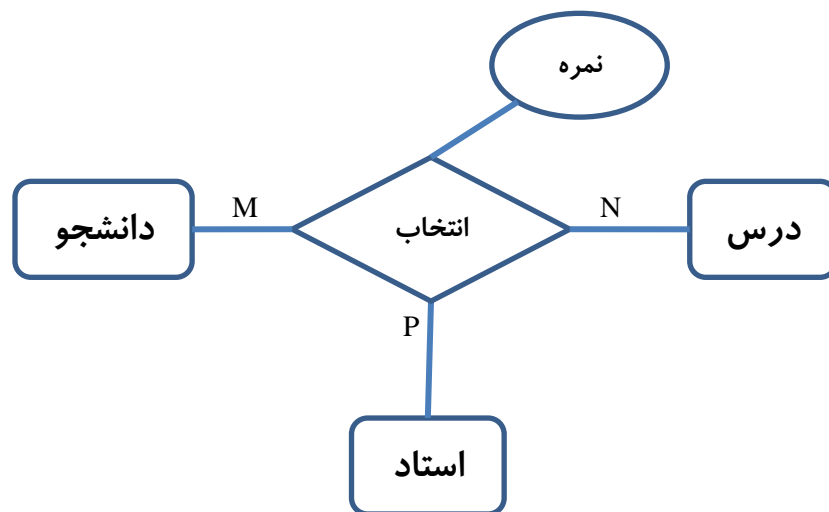 نمره
دانشجو
M
انتخاب
N
درس
P
استاد